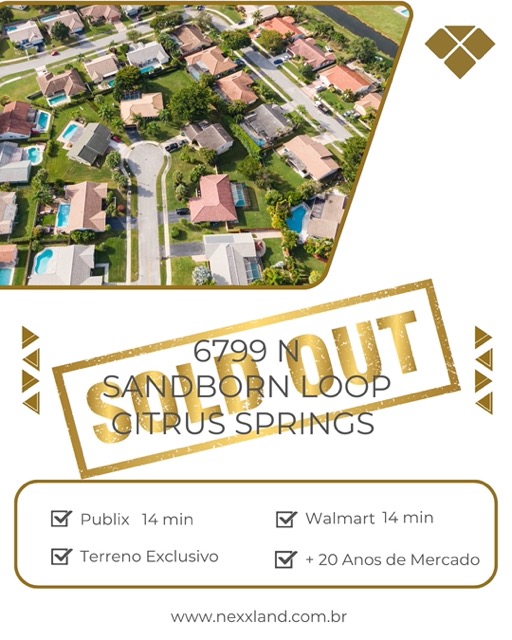 SOLD OUT
6799 N
SANDBORN LOOP
CITRUS SPRINGS
Publix 14 min
Walmart 14 min
Terreno Exclusivo
+ 20 Anos de Mercado
www.nexxland.com.br